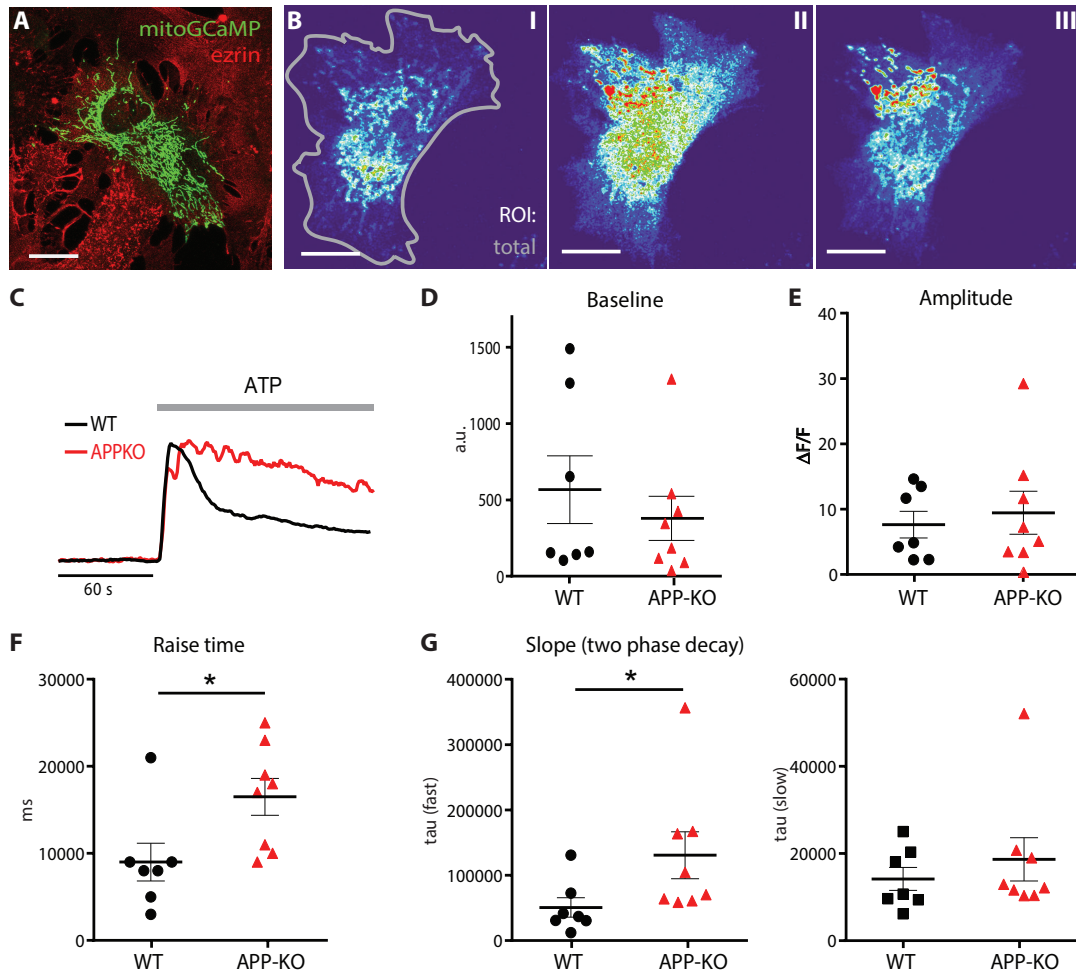 A
mitoGCaMP
ezrin
B
I
ROI:
total
II
III
C
ATP
WT
APPKO
60 s
D
Baseline
1500
1000
500
0
a.u.
WT
APP-KO
E
Amplitude
40
30
20
10
0
ΔF/F
WT
APP-KO
F
Raise time
*
30000
20000
10000
0
ms
WT
APP-KO
G
Slope (two phase decay)
*
400000
300000
200000
100000
0
tau (fast)
WT
APP-KO
60000
40000
20000
0
tau (slow)
WT
APP-KO